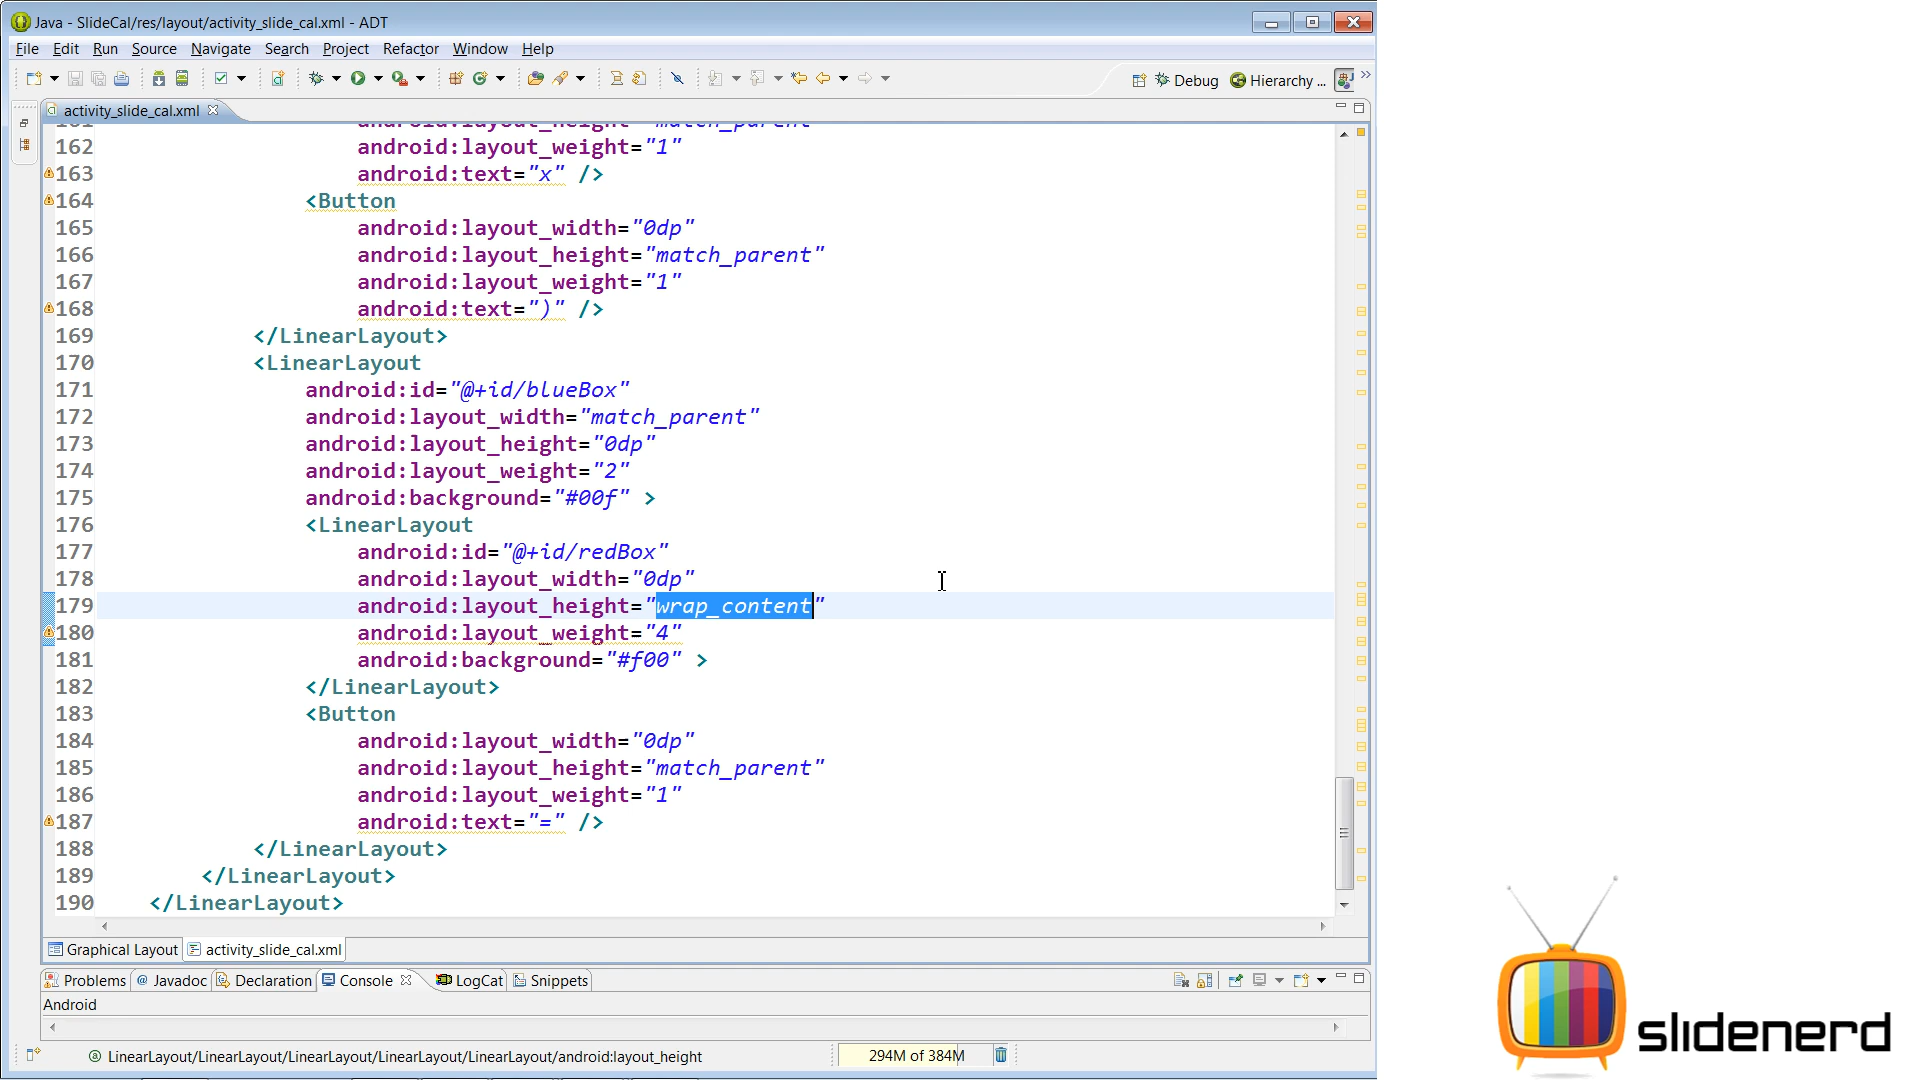 Java - SlideCal/res/layout/activity_slide_cal.xml - ADT
File Edit Run Source Navigate Search Project Refactor Window Help
Debug Hierarchy ...
activity_slide_cal.xml
161 android:layout_height="match_parent"
162 android:layout_weight="1"
163 android:text="x" />
164 <Button
165 android:layout_width="0dp"
166 android:layout_height="match_parent"
167 android:layout_weight="1"
168 android:text=")" />
169 </LinearLayout>
170 <LinearLayout
171 android:id="@+id/blueBox"
172 android:layout_width="match_parent"
173 android:layout_height="0dp"
174 android:layout_weight="2"
175 android:background="#00f" >
176 <LinearLayout
177 android:id="@+id/redBox"
178 android:layout_width="0dp"
179 android:layout_height="wrap_content"
180 android:layout_weight="4"
181 android:background="#f00" >
182 </LinearLayout>
183 <Button
184 android:layout_width="0dp"
185 android:layout_height="match_parent"
186 android:layout_weight="1"
187 android:text="=" />
188 </LinearLayout>
189 </LinearLayout>
190 </LinearLayout>
Graphical Layout activity_slide_cal.xml
Problems Javadoc Declaration Console LogCat Snippets
Android
LinearLayout/LinearLayout/LinearLayout/LinearLayout/LinearLayout/android:layout_height 294M of 384M
slidenerd